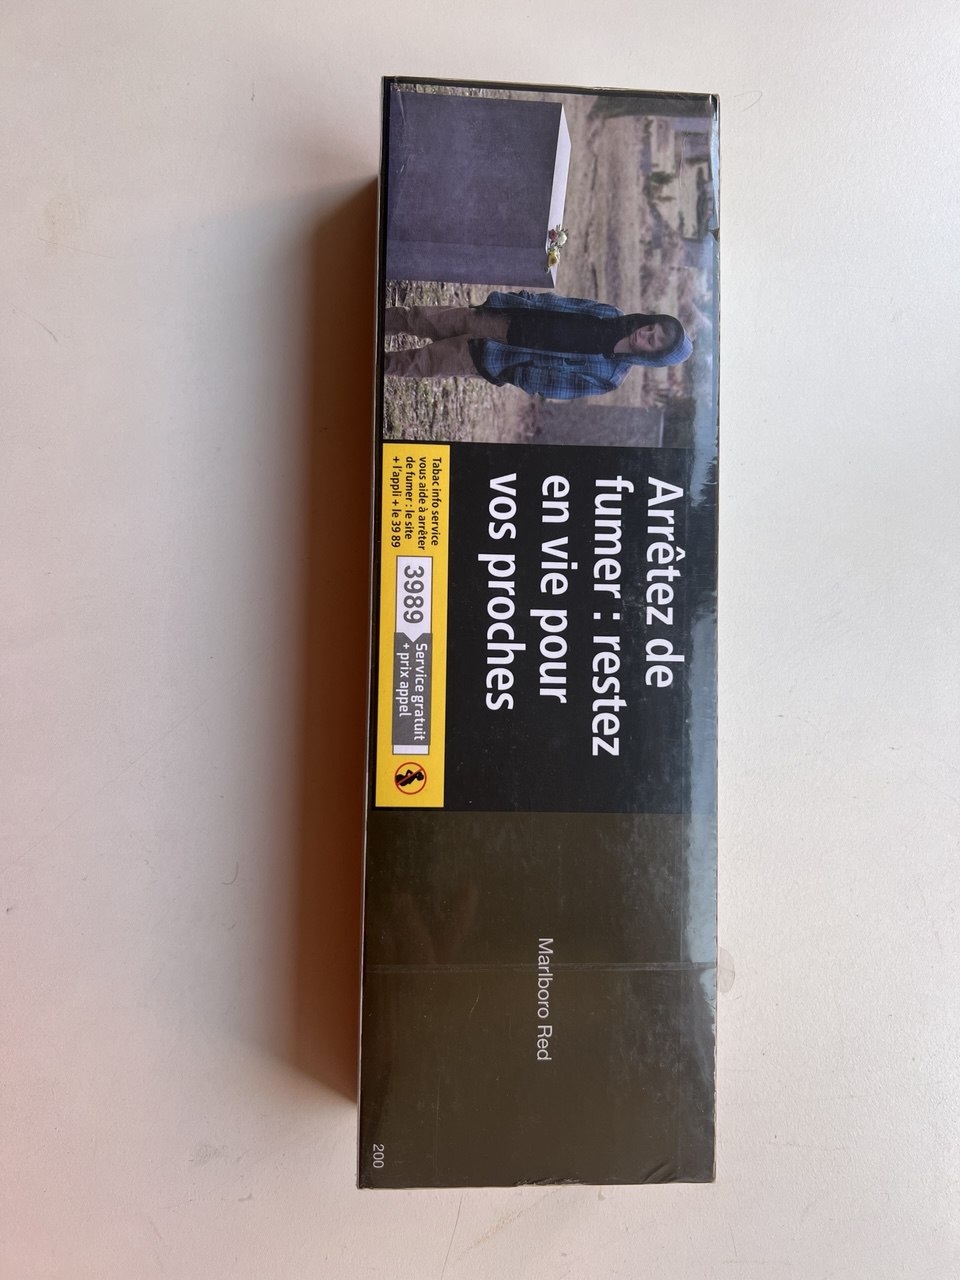 Arrêtez de
fumer : restez
en vie pour
vos proches
Tabac info service
vous aide à arrêter
de fumer : le site
+ l'appli + le 39 89
3989
Service gratuit
+ prix appel
Marlboro Red
200